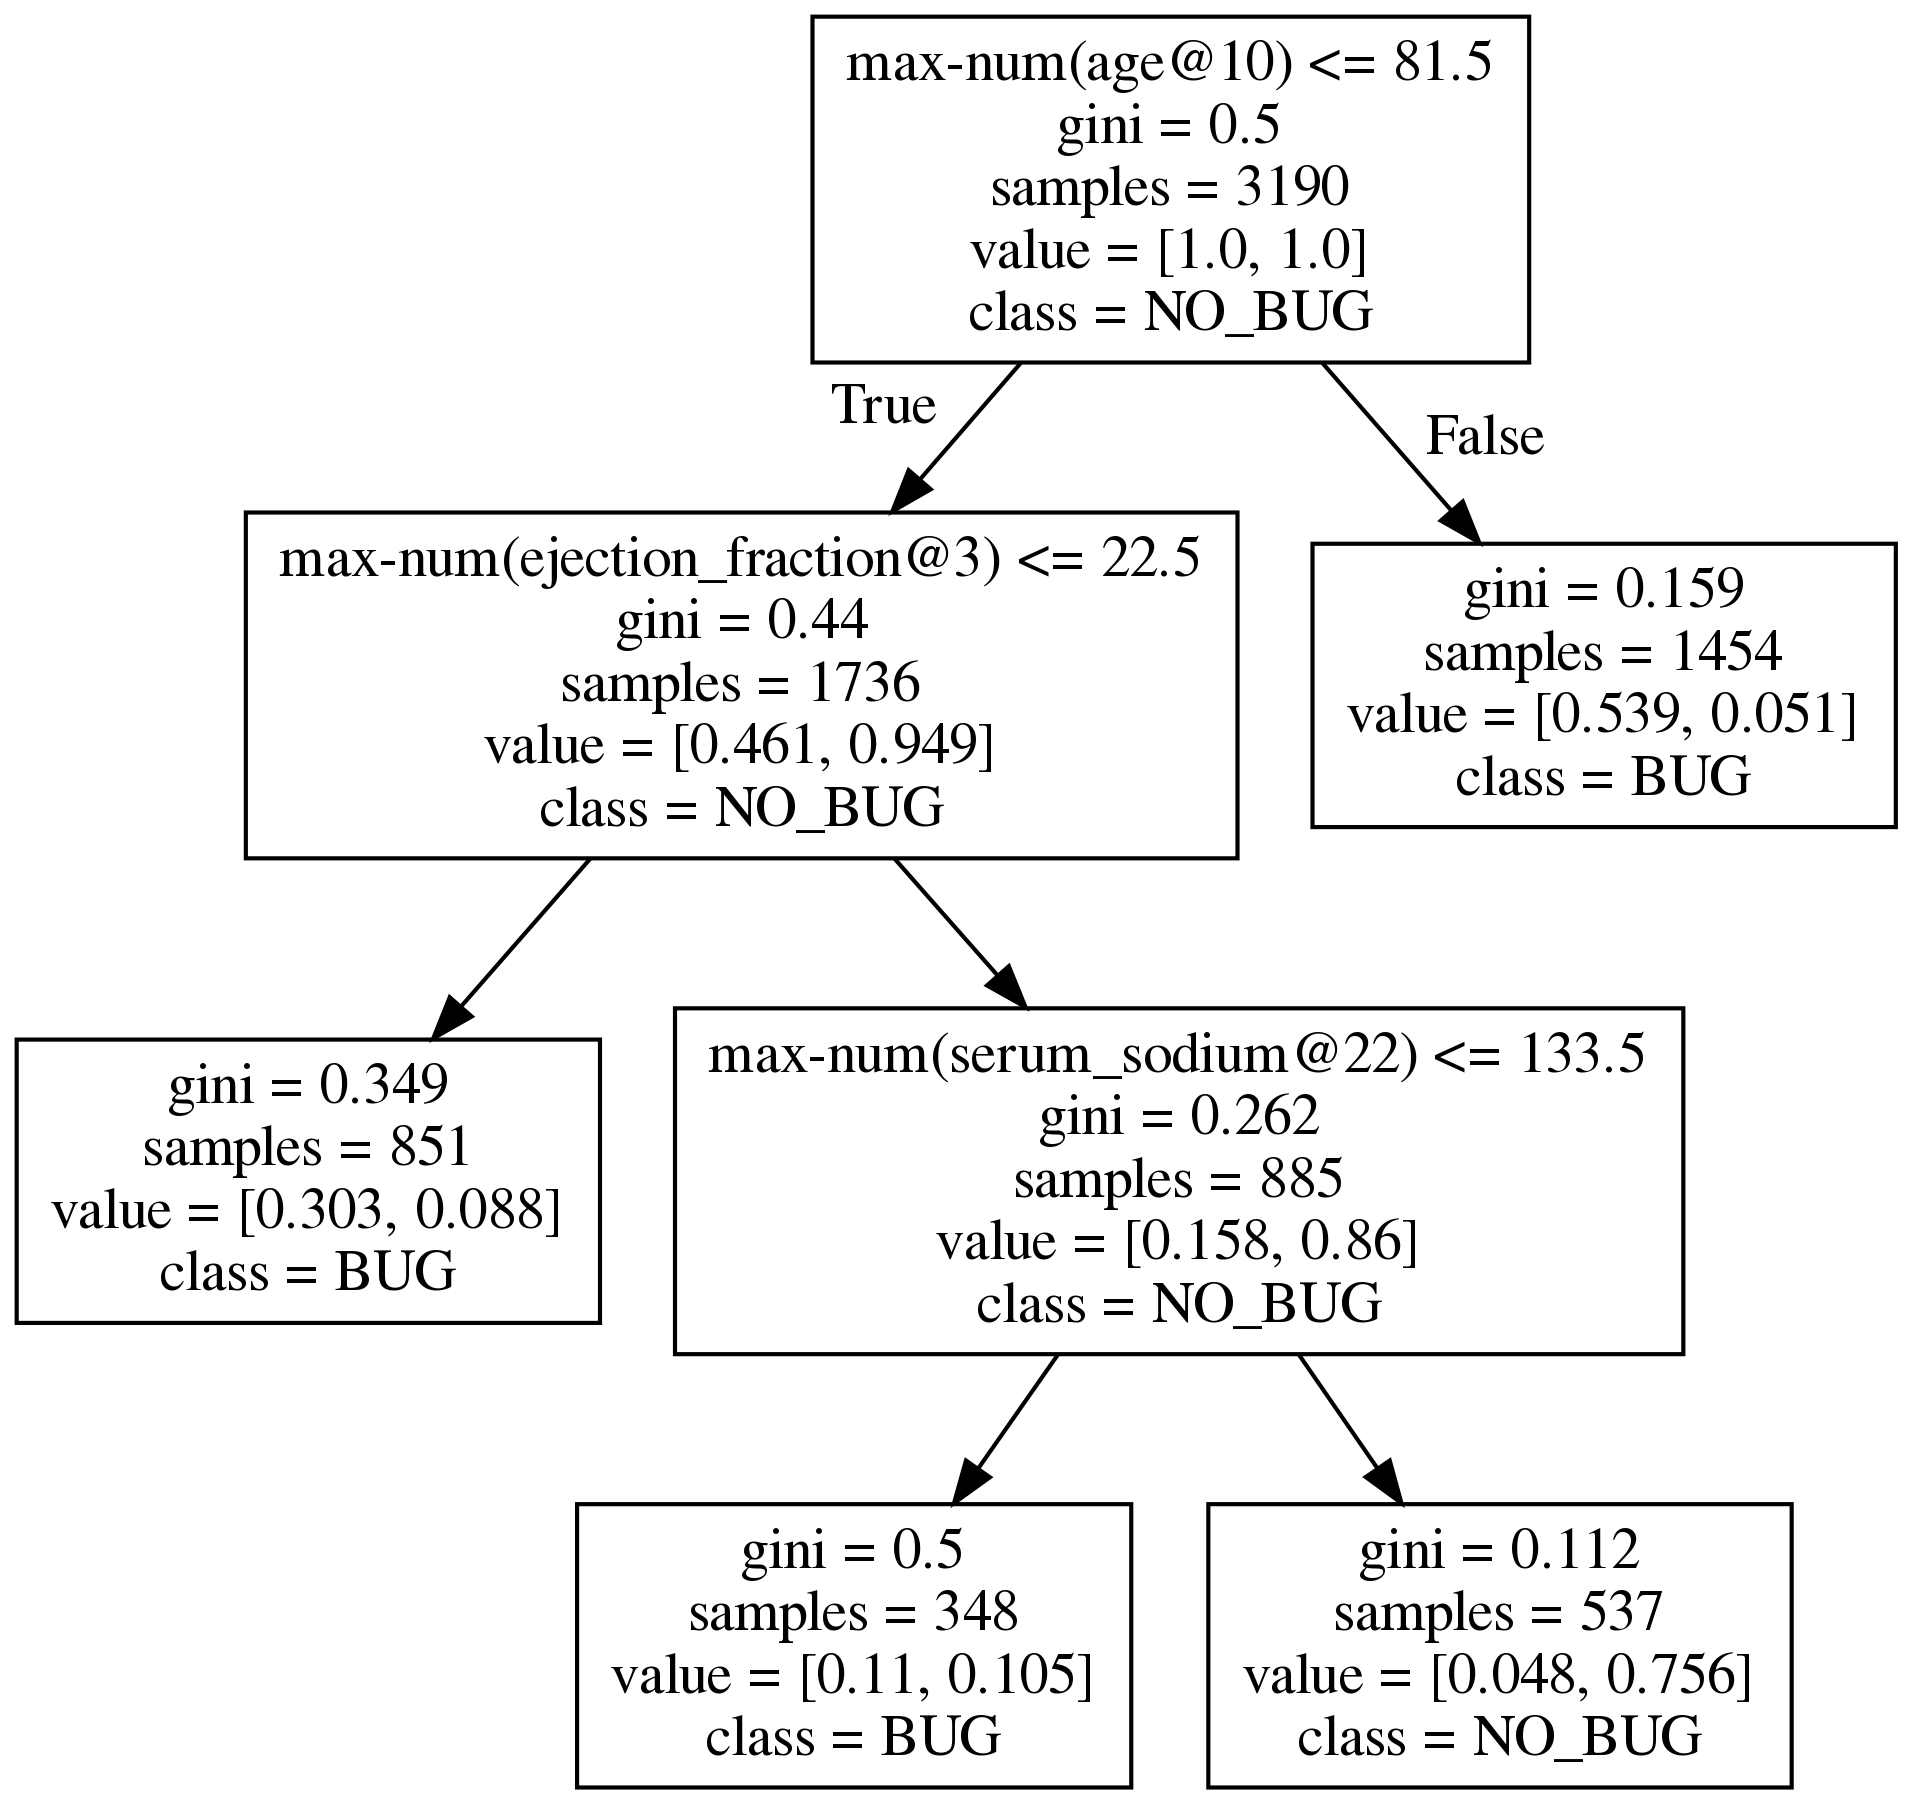 max-num(age@10) <= 81.5
gini = 0.5
samples = 3190
value = [1.0, 1.0]
class = NO_BUG
True
False
max-num(ejection_fraction@3) <= 22.5
gini = 0.44
samples = 1736
value = [0.461, 0.949]
class = NO_BUG
gini = 0.159
samples = 1454
value = [0.539, 0.051]
class = BUG
gini = 0.349
samples = 851
value = [0.303, 0.088]
class = BUG
max-num(serum_sodium@22) <= 133.5
gini = 0.262
samples = 885
value = [0.158, 0.86]
class = NO_BUG
gini = 0.5
samples = 348
value = [0.11, 0.105]
class = BUG
gini = 0.112
samples = 537
value = [0.048, 0.756]
class = NO_BUG